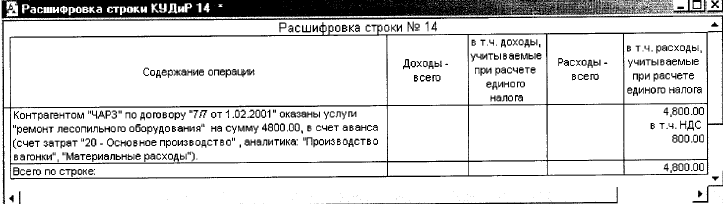 Расшифровка строки КУДиР 14 *
Расшифровка строки № 14
Содержание операции
Доходы -
всего
в т.ч. доходы,
учитываемые
при расчете
единого
налога
Расходы -
всего
в т.ч. расходы,
учитываемые
при расчете
единого налога
Контрагентом "ЧАРЗ" по договору "7/7 от 1.02.2001" оказаны услуги
"ремонт лесопильного оборудования" на сумму 4800.00, в счет аванса
(счет затрат "20 - Основное производство" , аналитика: "Производство
вагонки", "Материальные расходы").
4,800.00
в т.ч. НДС
800.00
Всего по строке:
4,800.00